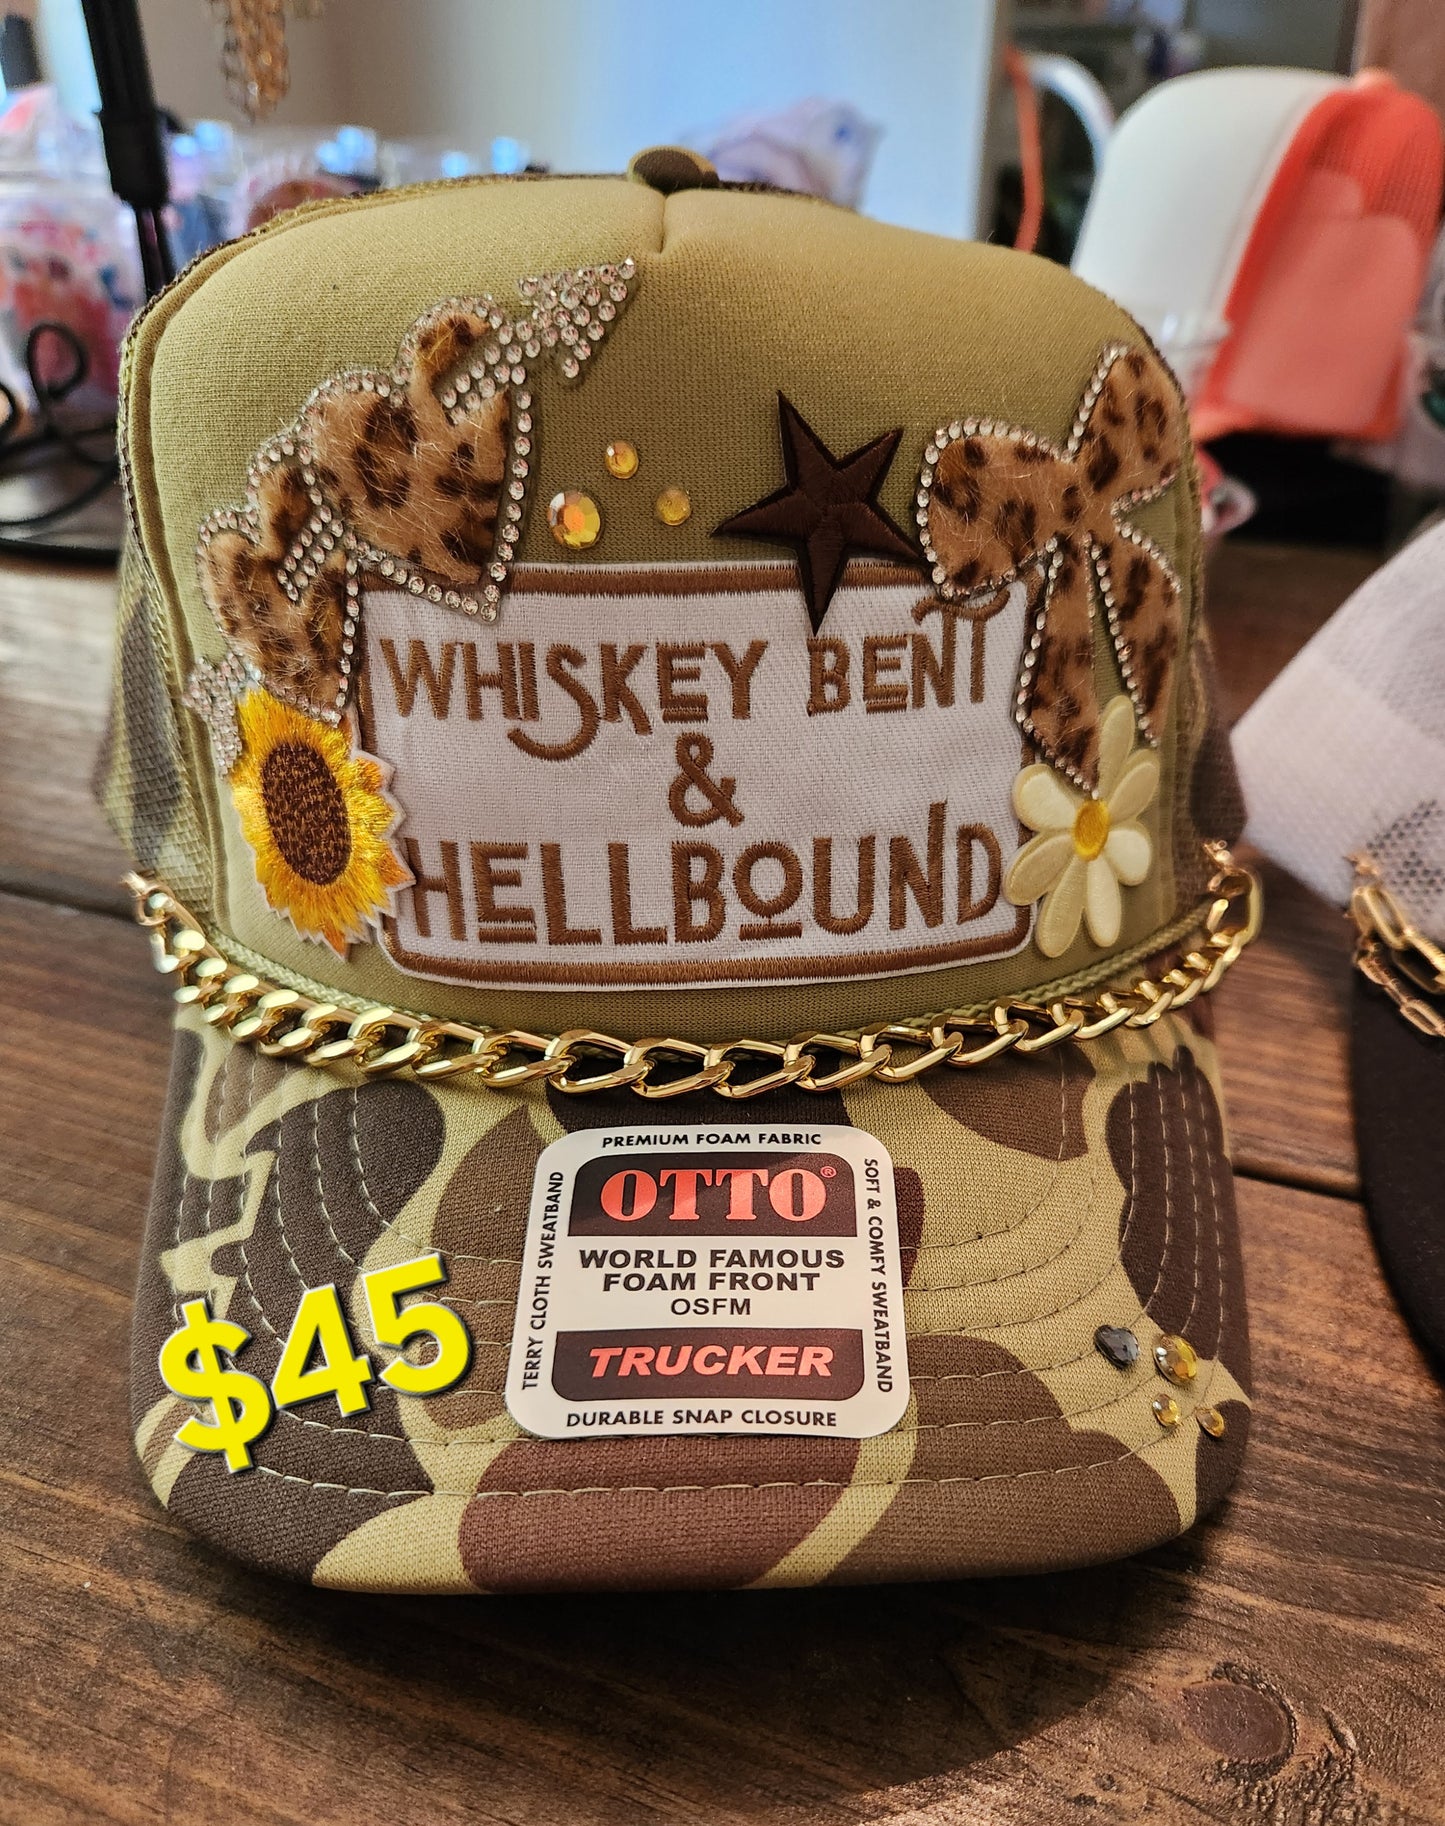 WHISKEY BENT
&
HELLBOUND
PREMIUM FOAM FABRIC
OTTO®
WORLD FAMOUS
FOAM FRONT
OSFM
TRUCKER
DURABLE SNAP CLOSURE
TERRY CLOTH SWEATBAND
SOFT & COMFY SWEATBAND
$45